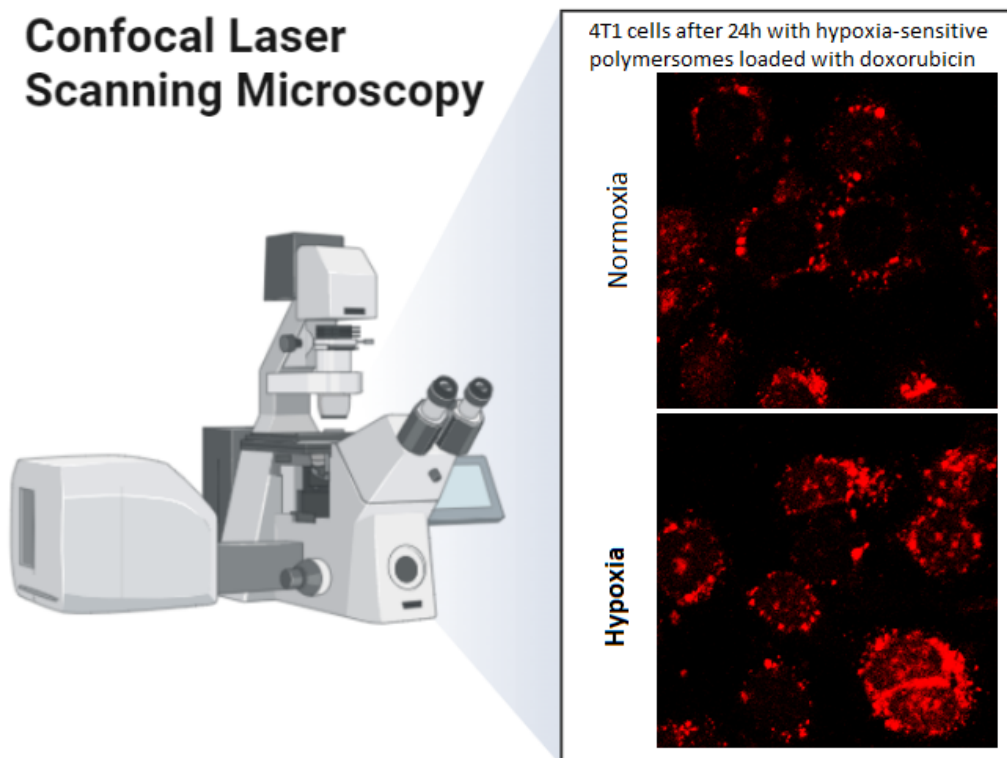 Confocal Laser
Scanning Microscopy
4T1 cells after 24h with hypoxia-sensitive
polymersomes loaded with doxorubicin
Normoxia
Hypoxia